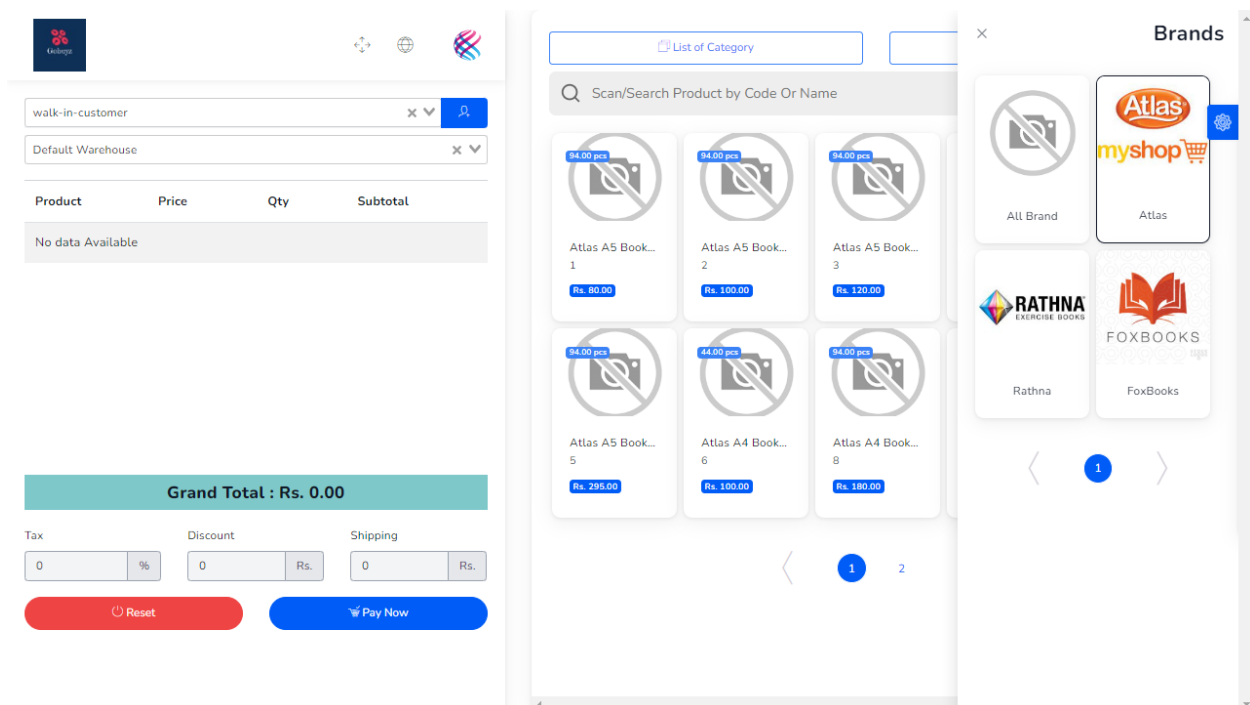 Golingz
walk-in-customer
Default Warehouse
Product Price Qty Subtotal
No data Available
Grand Total : Rs. 0.00
Tax Discount Shipping
0 % 0 Rs. 0 Rs.
Reset Pay Now
List of Category
Scan/Search Product by Code Or Name
94.00 pcs 94.00 pcs 94.00 pcs
Atlas A5 Book... Atlas A5 Book... Atlas A5 Book...
1 2 3
Rs. 80.00 Rs. 100.00 Rs. 120.00
94.00 pcs 44.00 pcs 94.00 pcs
Atlas A5 Book... Atlas A4 Book... Atlas A4 Book...
5 6 8
Rs. 295.00 Rs. 100.00 Rs. 180.00
1 2
Brands
Atlas
myshop
All Brand Atlas
RATHNA
EXERCISE BOOKS
FOXBOOKS
Rathna FoxBooks
1